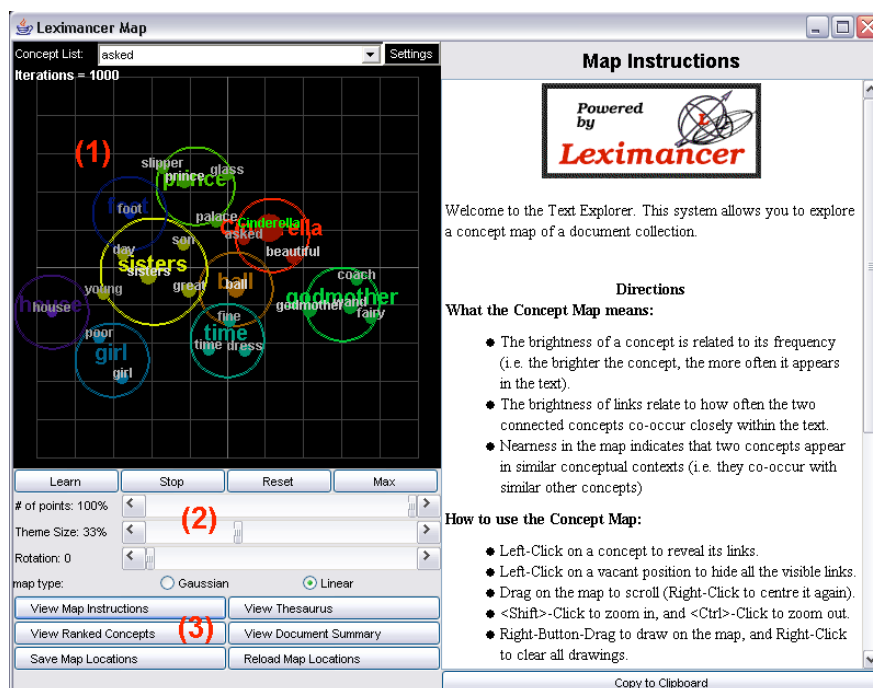 Leximancer Map
Concept List: asked Settings
Iterations = 1000
(1)
slipper
prince
glass
prince
foot
foot
palace
Cinderella
Cinderella
asked
son
day
beautiful
sisters
sisters
ball
ball
coach
young
great
godmother
godmother
wand
fairy
house
house
fine
time
time
dress
poor
girl
girl
Learn Stop Reset Max
# of points: 100%
(2)
Theme Size: 33%
Rotation: 0
map type: Gaussian Linear
View Map Instructions View Thesaurus
View Ranked Concepts (3) View Document Summary
Save Map Locations Reload Map Locations
Map Instructions
Powered
by
Leximancer
Welcome to the Text Explorer. This system allows you to explore
a concept map of a document collection.
Directions
What the Concept Map means:
● The brightness of a concept is related to its frequency
(i.e. the brighter the concept, the more often it appears
in the text).
● The brightness of links relate to how often the two
connected concepts co-occur closely within the text.
● Nearness in the map indicates that two concepts appear
in similar conceptual contexts (i.e. they co-occur with
similar other concepts)
How to use the Concept Map:
● Left-Click on a concept to reveal its links.
● Left-Click on a vacant position to hide all the visible links.
● Drag on the map to scroll (Right-Click to centre it again).
● <Shift>-Click to zoom in, and <Ctrl>-Click to zoom out.
● Right-Button-Drag to draw on the map, and Right-Click
to clear all drawings.
Copy to Clipboard